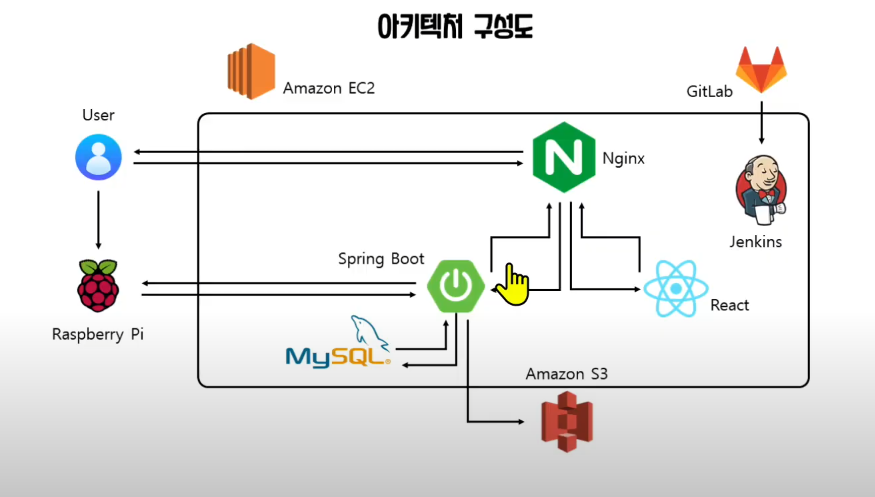 아키텍처 구성도
Amazon EC2
GitLab
User
Nginx
Jenkins
Spring Boot
React
Raspberry Pi
MySQL
Amazon S3